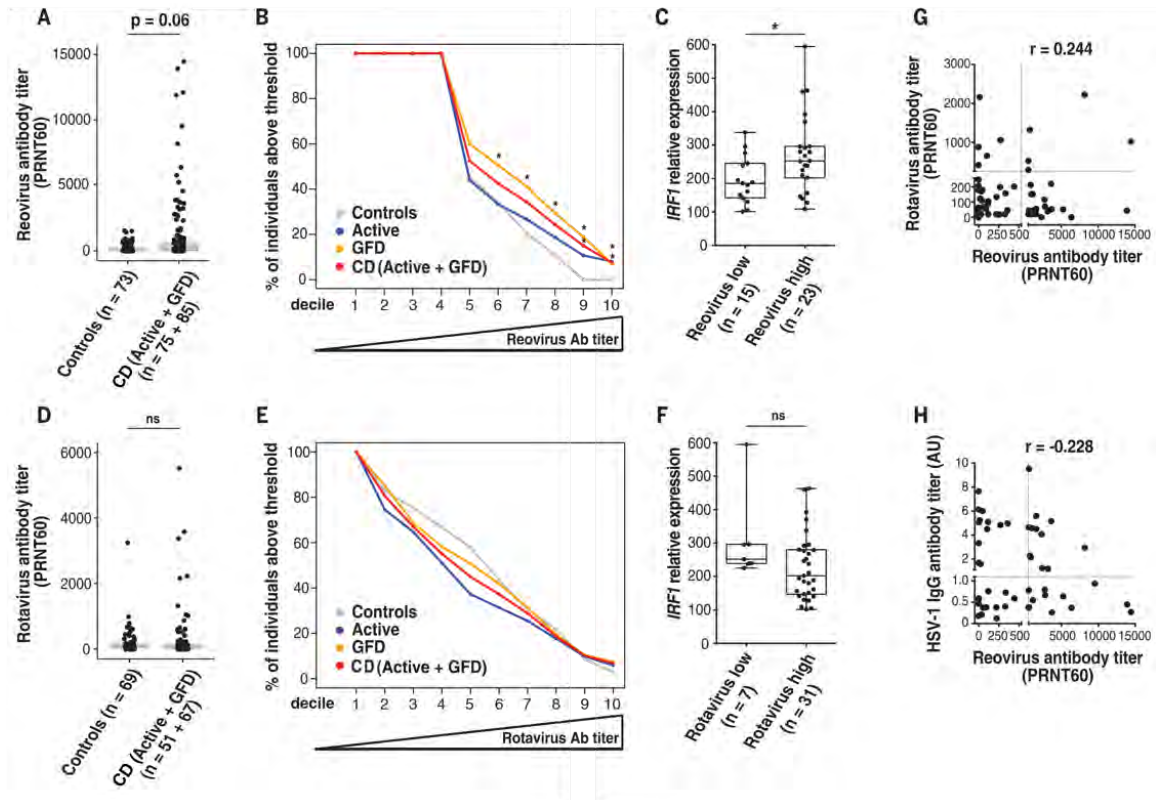 A
p = 0.06
Reovirus antibody titer
(PRNT60)
15000
10000
5000
0
Controls (n = 73)
CD (Active + GFD)
(n = 75 + 85)
B
% of individuals above threshold
100
80
60
40
20
0
* * * * * * *
Controls
Active
GFD
CD (Active + GFD)
decile 1 2 3 4 5 6 7 8 9 10
Reovirus Ab titer
C
*
IRF1 relative expression
600
500
400
300
200
100
0
Reovirus low
(n = 15)
Reovirus high
(n = 23)
G
r = 0.244
Rotavirus antibody titer
(PRNT60)
3000
2000
1000
200
100
0
0 250 500 5000 10000 15000
Reovirus antibody titer
(PRNT60)
D
ns
Rotavirus antibody titer
(PRNT60)
6000
4000
2000
0
Controls (n = 69)
CD (Active + GFD)
(n = 51 + 67)
E
% of individuals above threshold
100
80
60
40
20
0
Controls
Active
GFD
CD (Active + GFD)
decile 1 2 3 4 5 6 7 8 9 10
Rotavirus Ab titer
F
ns
IRF1 relative expression
600
500
400
300
200
100
0
Rotavirus low
(n = 7)
Rotavirus high
(n = 31)
H
r = -0.228
HSV-1 IgG antibody titer (AU)
10
8
6
4
2
1.0
0.5
0.0
0 250 500 5000 10000 15000
Reovirus antibody titer
(PRNT60)